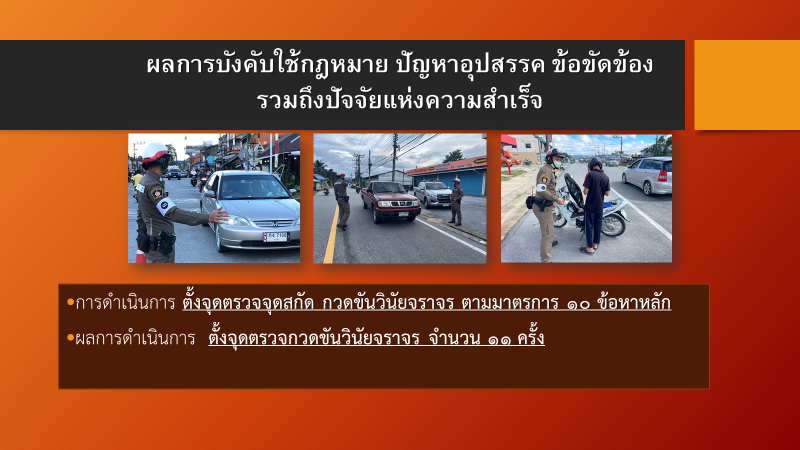 ผลการบังคับใช้กฎหมาย ปัญหาอุปสรรค ข้อขัดข้อง
รวมถึงปัจจัยแห่งความสำเร็จ
•การดำเนินการ ตั้งจุดตรวจจุดสกัด กวดขันวินัยจราจร ตามมาตรการ ๑๐ ข้อหาหลัก
•ผลการดำเนินการ ตั้งจุดตรวจกวดขันวินัยจราจร จำนวน ๑๑ ครั้ง